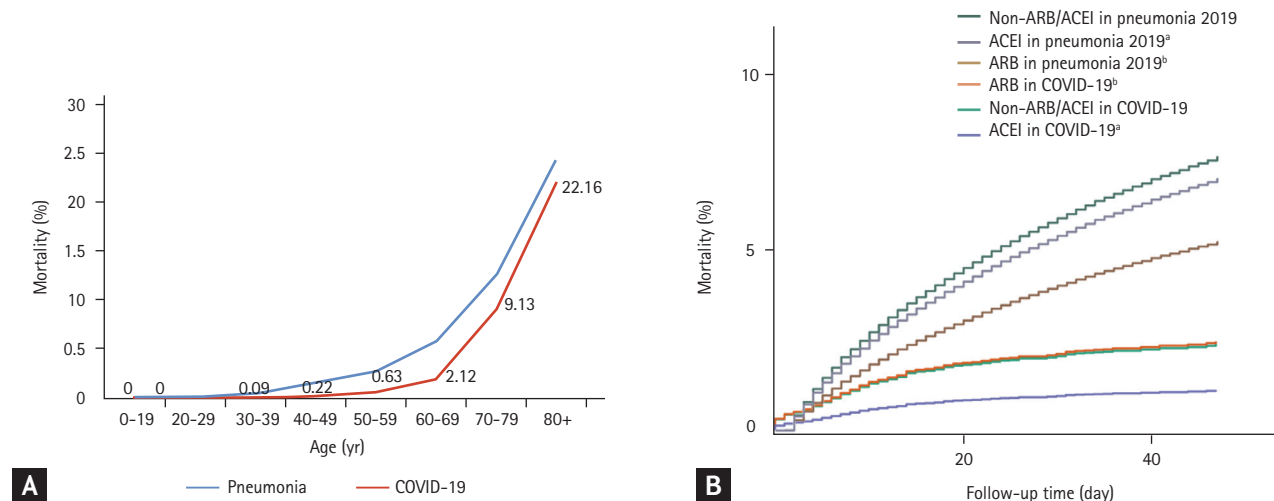 30
2.5
20
1.5
10
0.5
0
Mortality (%)
0 0 0.09 0.22 0.63 2.12 9.13 22.16
0–19 20–29 30–39 40–49 50–59 60–69 70–79 80+
Age (yr)
A
Pneumonia COVID-19
Non-ARB/ACEI in pneumonia 2019
ACEI in pneumonia 2019ᵃ
ARB in pneumonia 2019ᵇ
ARB in COVID-19ᵇ
Non-ARB/ACEI in COVID-19
ACEI in COVID-19ᵃ
10
5
0
Mortality (%)
20 40
Follow-up time (day)
B